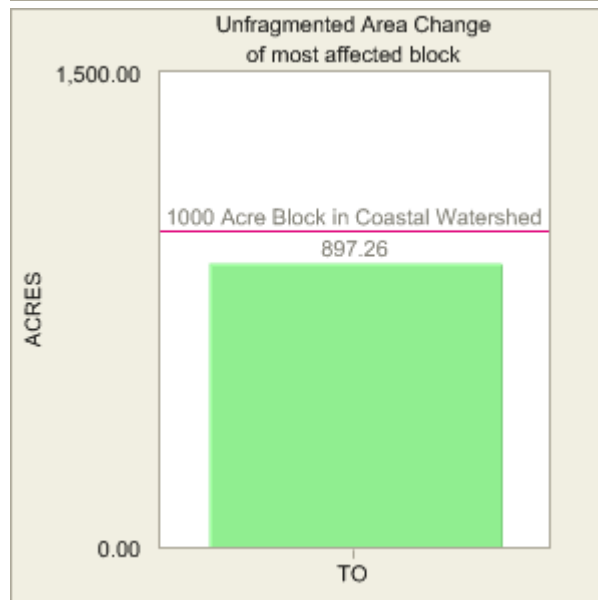 Unfragmented Area Change
of most affected block
1,500.00
1000 Acre Block in Coastal Watershed
897.26
ACRES
0.00
TO